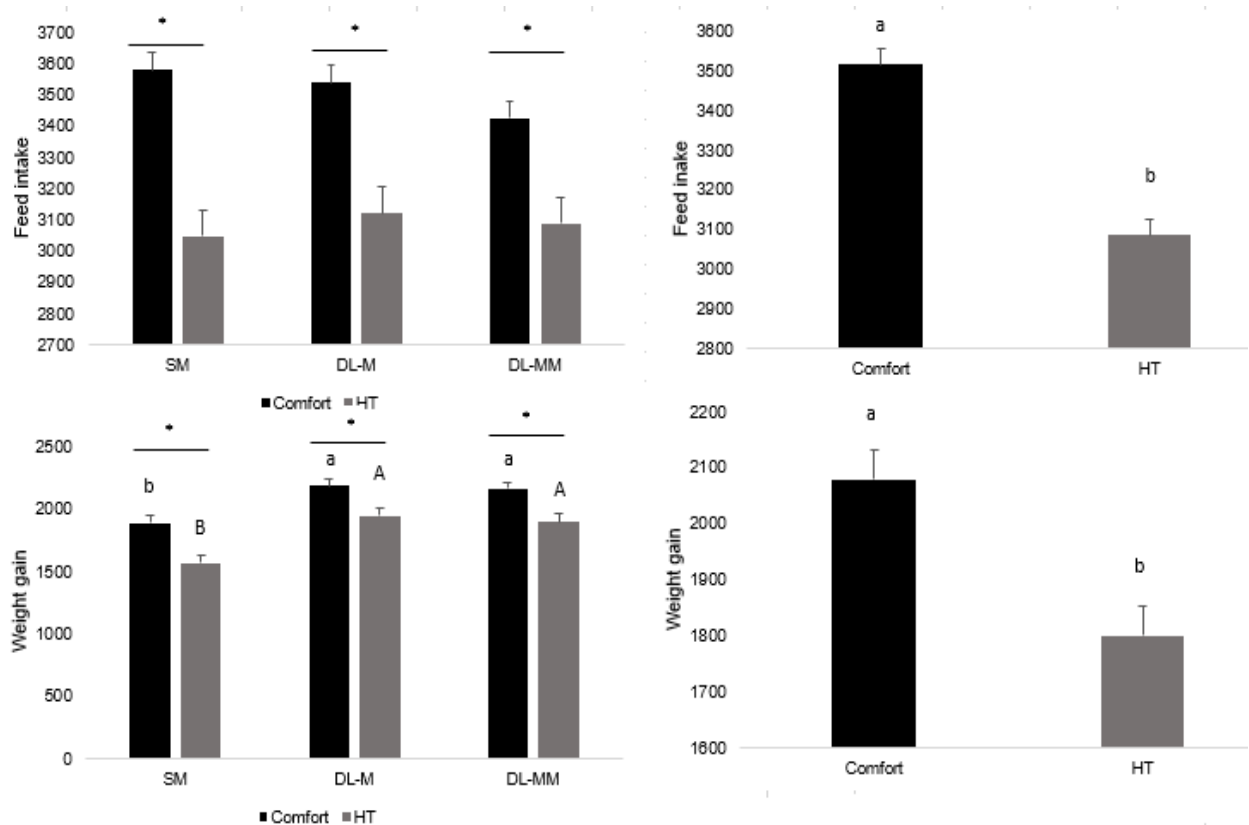 * * *
3700
3600
3500
3400
3300
3200
3100
3000
2900
2800
2700
Feed intake
SM DL-M DL-MM
■Comfort ■HT
3600
3500
3400
3300
3200
3100
3000
2900
2800
Feed inake
a
b
Comfort HT
* * *
2500
2000
1500
1000
500
0
Weight gain
b B a A a A
SM DL-M DL-MM
■Comfort ■HT
2200
2100
2000
1900
1800
1700
1600
Weight gain
a
b
Comfort HT